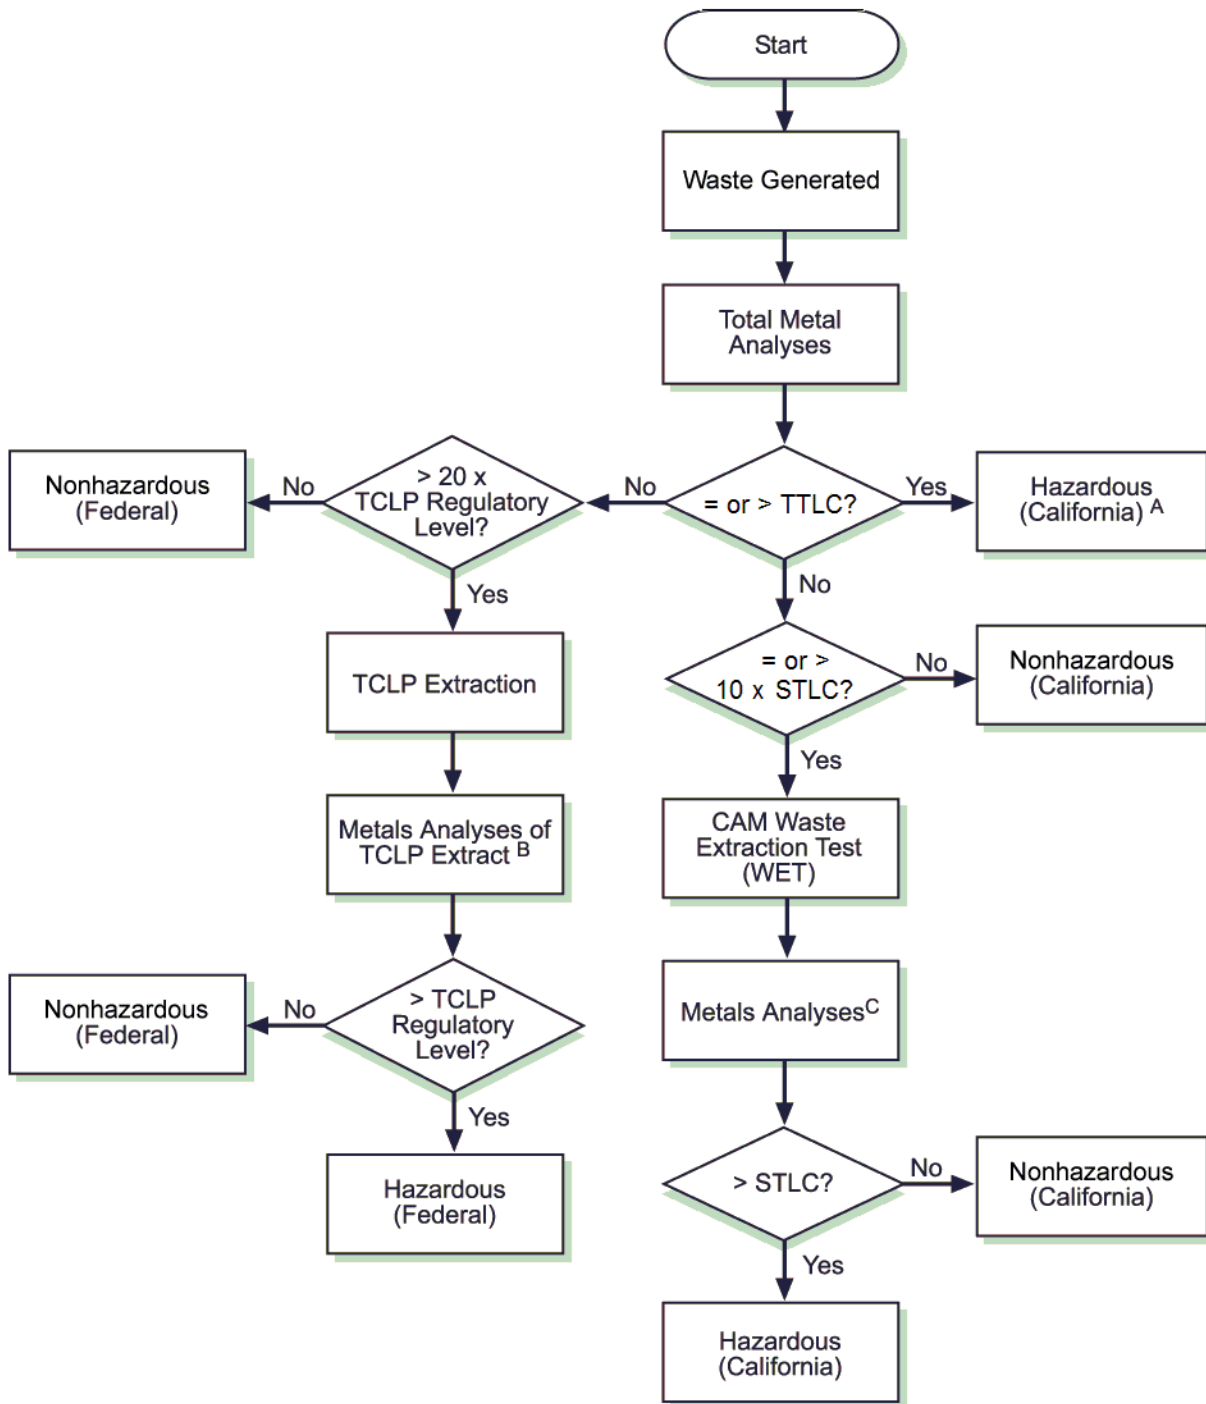 Start
Waste Generated
Total Metal
Analyses
= or > TTLC?
Yes
Hazardous
(California) A
No
> 20 x
TCLP Regulatory
Level?
No
Nonhazardous
(Federal)
Yes
TCLP Extraction
Metals Analyses of
TCLP Extract B
> TCLP
Regulatory
Level?
No
Nonhazardous
(Federal)
Yes
Hazardous
(Federal)
No
= or >
10 x STLC?
No
Nonhazardous
(California)
Yes
CAM Waste
Extraction Test
(WET)
Metals Analyses C
> STLC?
No
Nonhazardous
(California)
Yes
Hazardous
(California)